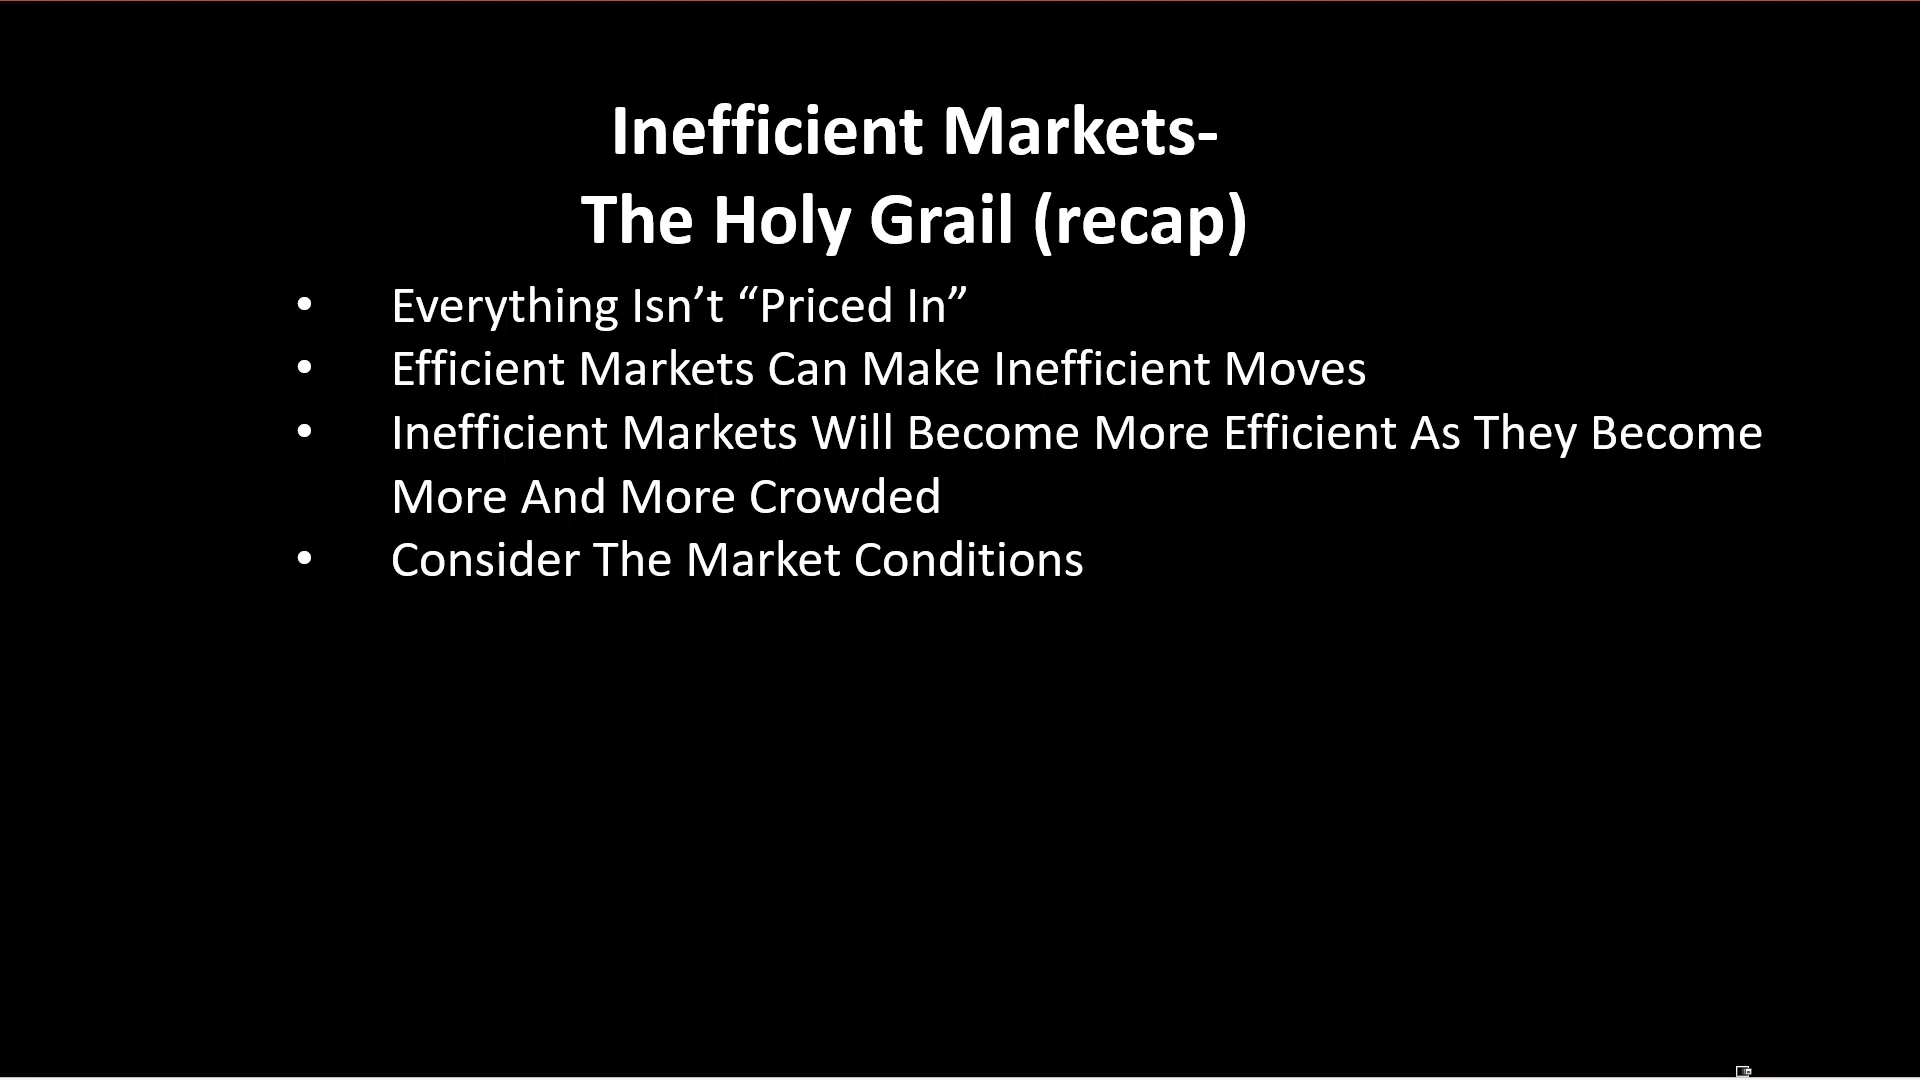 Inefficient Markets-
The Holy Grail (recap)
• Everything Isn’t “Priced In”
• Efficient Markets Can Make Inefficient Moves
• Inefficient Markets Will Become More Efficient As They Become
More And More Crowded
• Consider The Market Conditions